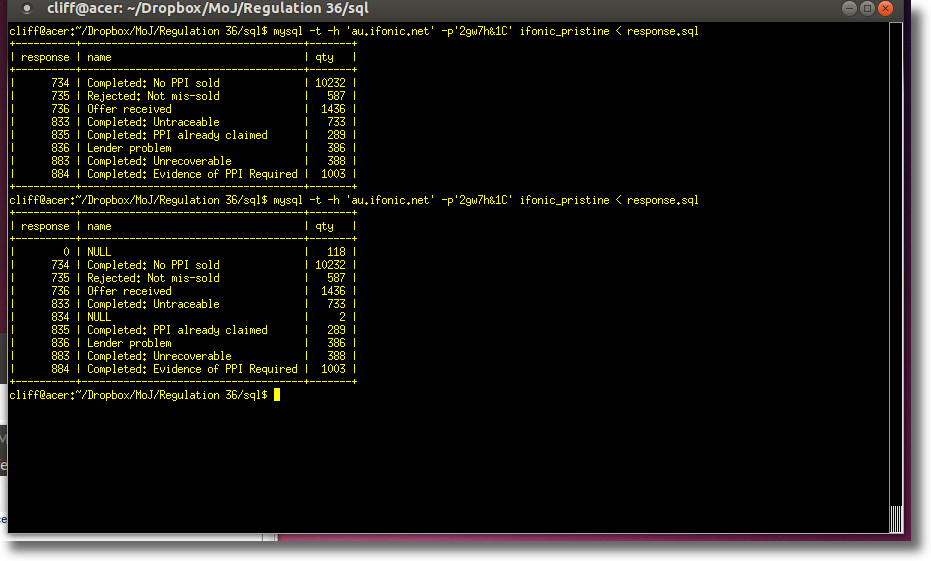 cliff@acer: ~/Dropbox/MoJ/Regulation 36/sql
cliff@acer:~/Dropbox/MoJ/Regulation 36/sql$ mysql -t -h 'au.ifonic.net' -p'2gw7h&1C' ifonic_pristine < response.sql
+----------+--------------------------------------+-------+
| response | name | qty |
+----------+--------------------------------------+-------+
| 734 | Completed: No PPI sold | 10232 |
| 735 | Rejected: Not mis-sold | 587 |
| 736 | Offer received | 1436 |
| 833 | Completed: Untraceable | 733 |
| 835 | Completed: PPI already claimed | 289 |
| 836 | Lender problem | 386 |
| 883 | Completed: Unrecoverable | 388 |
| 884 | Completed: Evidence of PPI Required | 1003 |
+----------+--------------------------------------+-------+
cliff@acer:~/Dropbox/MoJ/Regulation 36/sql$ mysql -t -h 'au.ifonic.net' -p'2gw7h&1C' ifonic_pristine < response.sql
+----------+--------------------------------------+-------+
| response | name | qty |
+----------+--------------------------------------+-------+
| 0 | NULL | 118 |
| 734 | Completed: No PPI sold | 10232 |
| 735 | Rejected: Not mis-sold | 587 |
| 736 | Offer received | 1436 |
| 833 | Completed: Untraceable | 733 |
| 834 | NULL | 2 |
| 835 | Completed: PPI already claimed | 289 |
| 836 | Lender problem | 386 |
| 883 | Completed: Unrecoverable | 388 |
| 884 | Completed: Evidence of PPI Required | 1003 |
+----------+--------------------------------------+-------+
cliff@acer:~/Dropbox/MoJ/Regulation 36/sql$